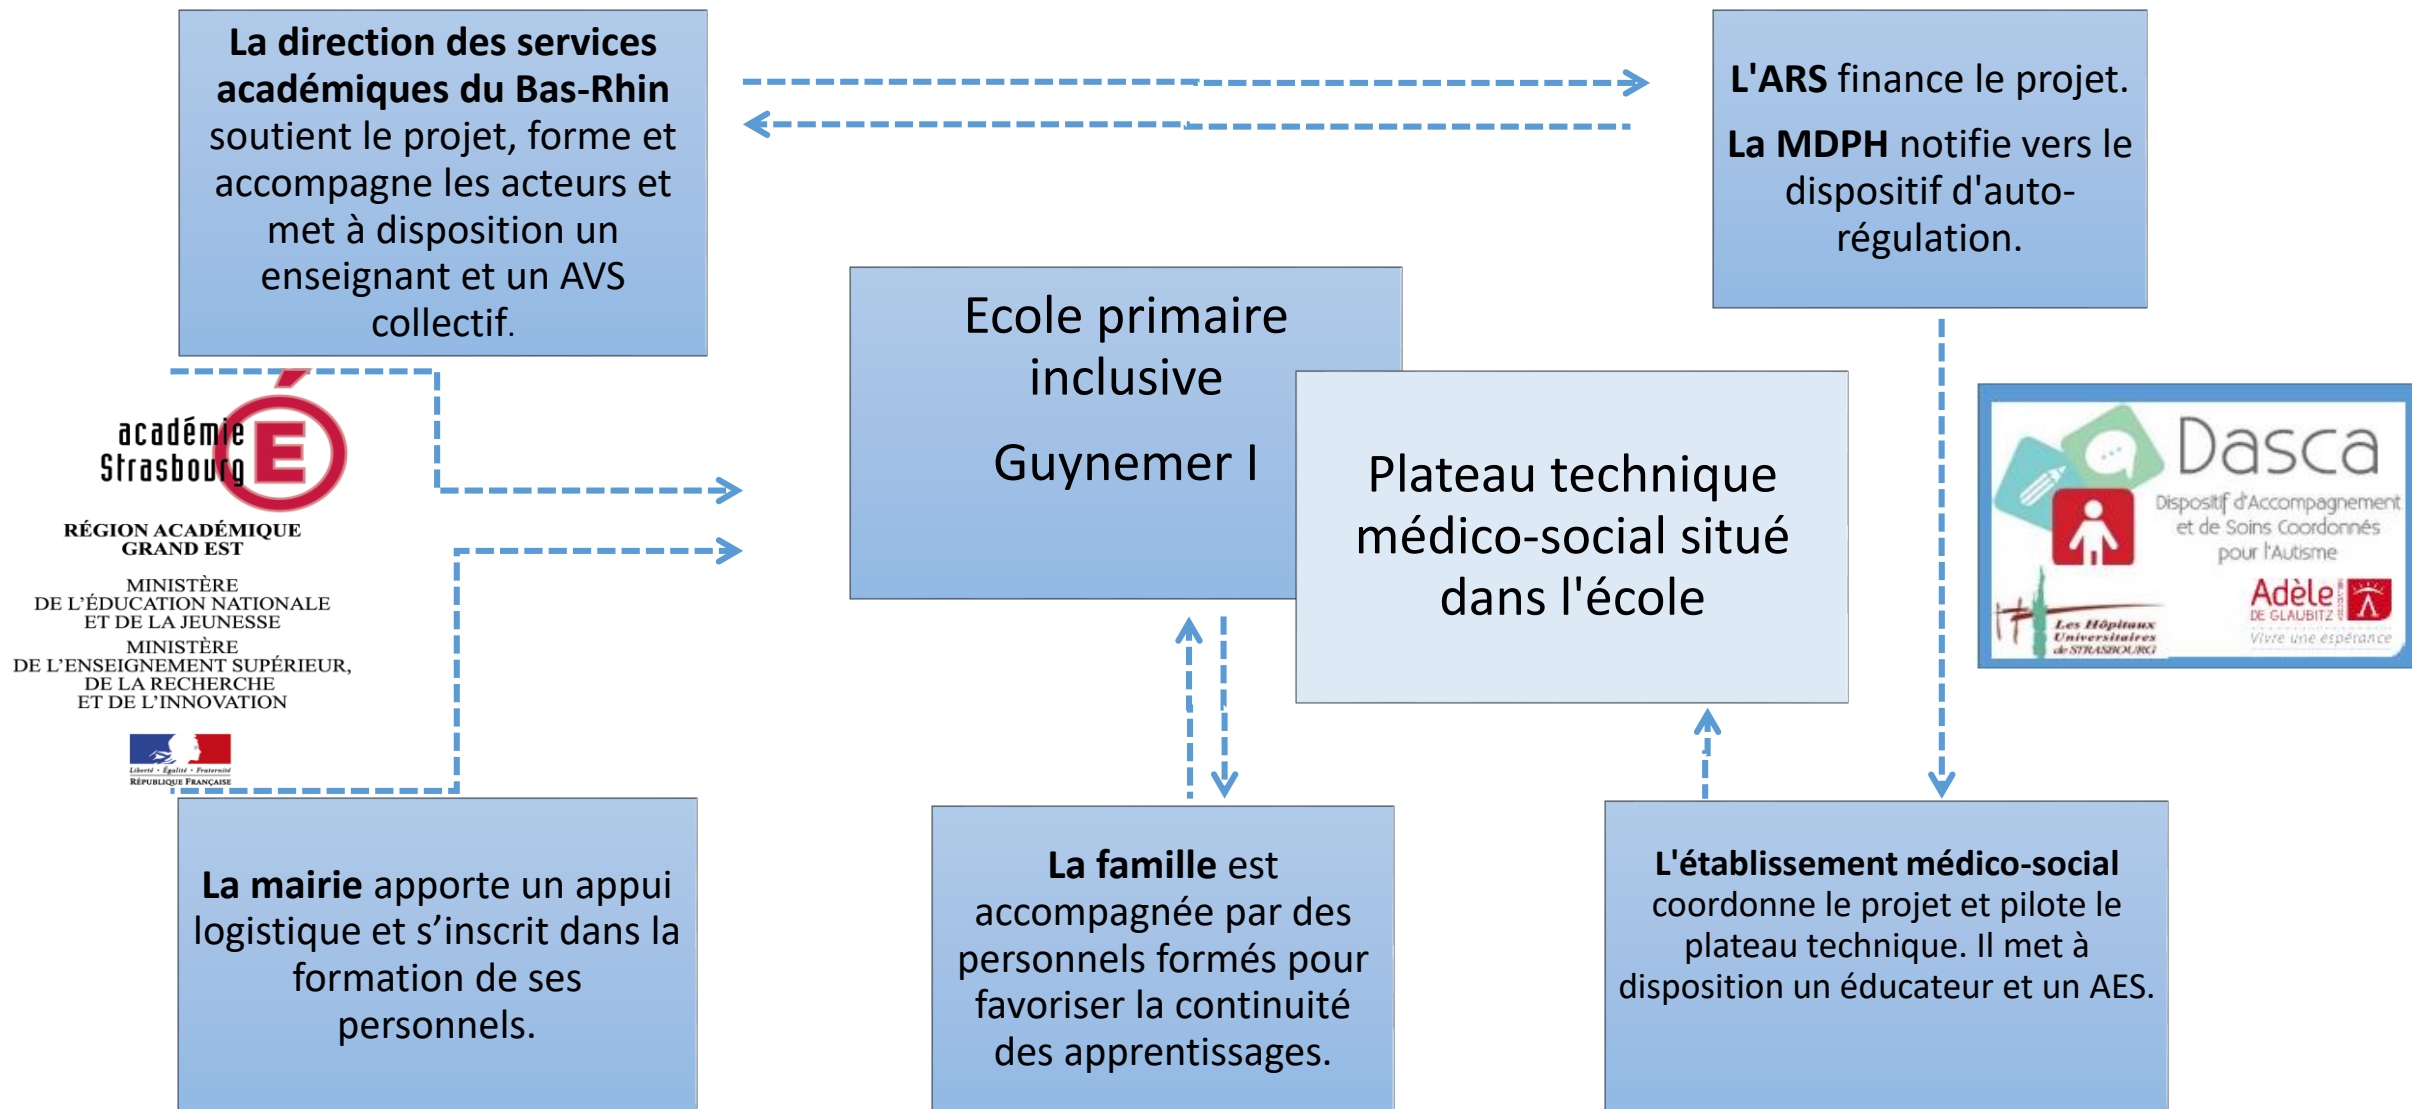 La direction des services
académiques du Bas-Rhin
soutient le projet, forme et
accompagne les acteurs et
met à disposition un
enseignant et un AVS
collectif.
L'ARS finance le projet.
La MDPH notifie vers le
dispositif d'auto-
régulation.
Ecole primaire
inclusive
Guynemer I
Plateau technique
médico-social situé
dans l'école
académie
Strasbourg
É
RÉGION ACADÉMIQUE
GRAND EST
MINISTÈRE
DE L'ÉDUCATION NATIONALE
ET DE LA JEUNESSE
MINISTÈRE
DE L'ENSEIGNEMENT SUPÉRIEUR,
DE LA RECHERCHE
ET DE L'INNOVATION
Liberté • Égalité • Fraternité
RÉPUBLIQUE FRANÇAISE
Dasca
Dispositif d'Accompagnement
et de Soins Coordonnés
pour l'Autisme
Les Hôpitaux
Universitaires
de STRASBOURG
Adèle
DE GLAUBITZ
Vivre une espérance
La mairie apporte un appui
logistique et s’inscrit dans la
formation de ses
personnels.
La famille est
accompagnée par des
personnels formés pour
favoriser la continuité
des apprentissages.
L'établissement médico-social
coordonne le projet et pilote le
plateau technique. Il met à
disposition un éducateur et un AES.